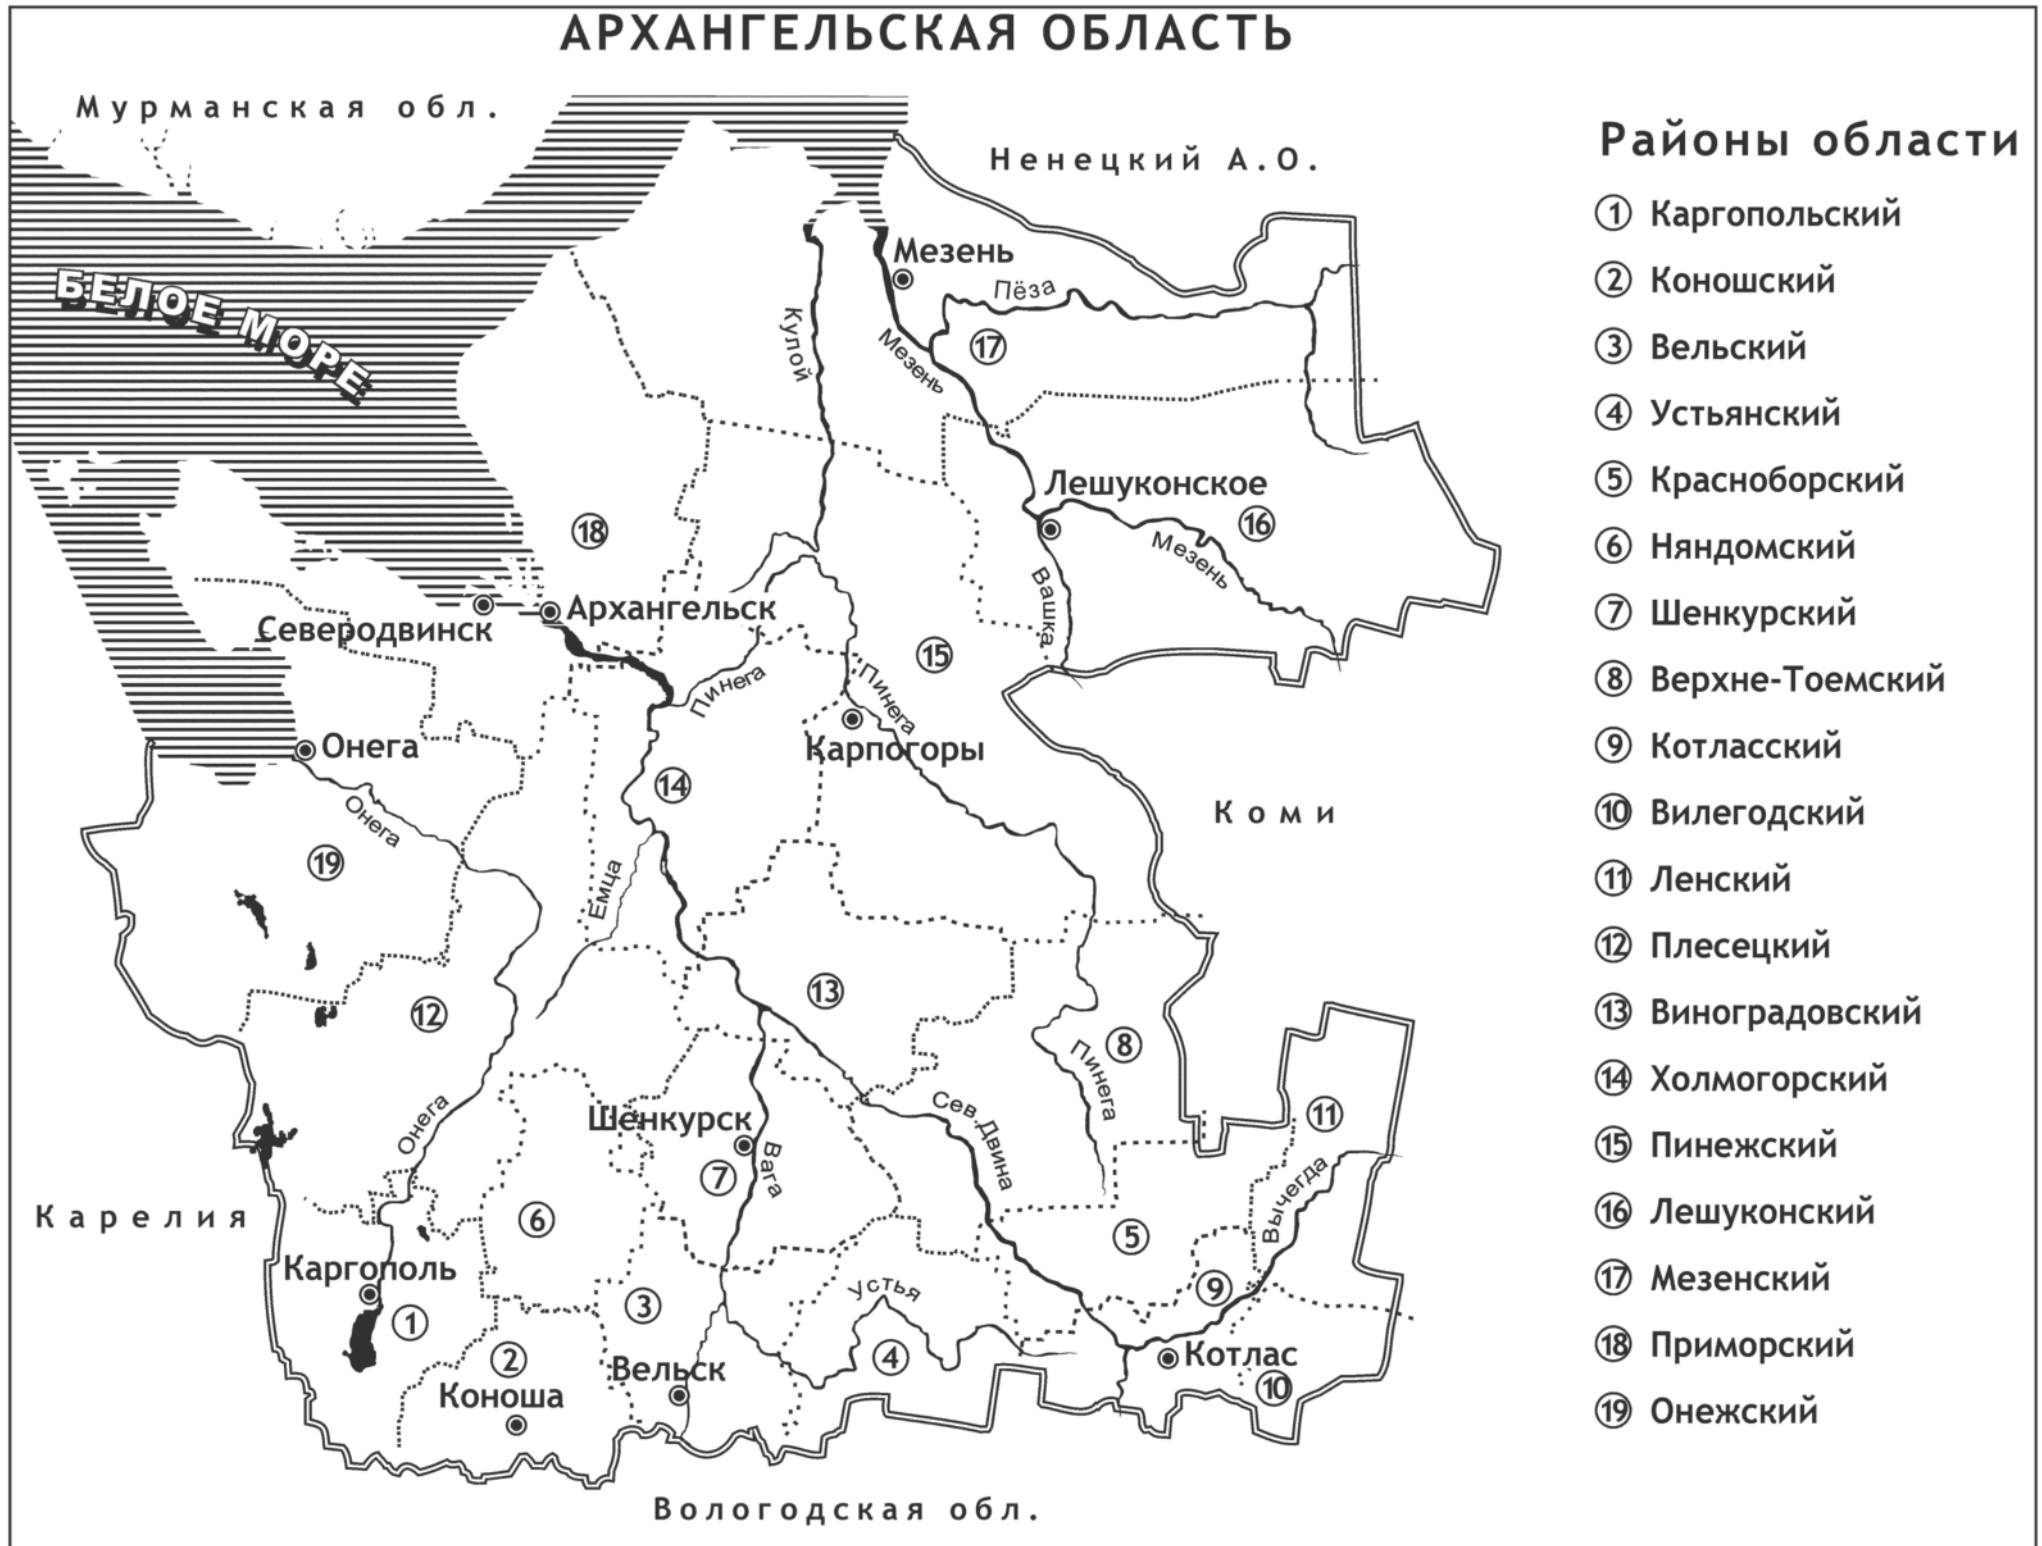 АРХАНГЕЛЬСКАЯ ОБЛАСТЬ
Мурманская обл.
Ненецкий А.О.
БЕЛОЕ МОРЕ
Мезень
Пёза
Кулой
Мезень
17
Лешуконское
16
Мезень
18
Вашка
Северодвинск
Архангельск
15
Пинега
Пинега
Карпогоры
Онега
Онега
14
Коми
19
Емца
12
13
8
Пинега
Онега
Шенкурск
Сев. Двина
11
Вага
7
Вычегда
Карелия
6
5
Каргополь
1
3
Устья
9
2
Вельск
4
Котлас
10
Коноша
Вологодская обл.
Районы области
1 Каргопольский
2 Коношский
3 Вельский
4 Устьянский
5 Красноборский
6 Няндомский
7 Шенкурский
8 Верхне-Тоемский
9 Котласский
10 Вилегодский
11 Ленский
12 Плесецкий
13 Виноградовский
14 Холмогорский
15 Пинежский
16 Лешуконский
17 Мезенский
18 Приморский
19 Онежский